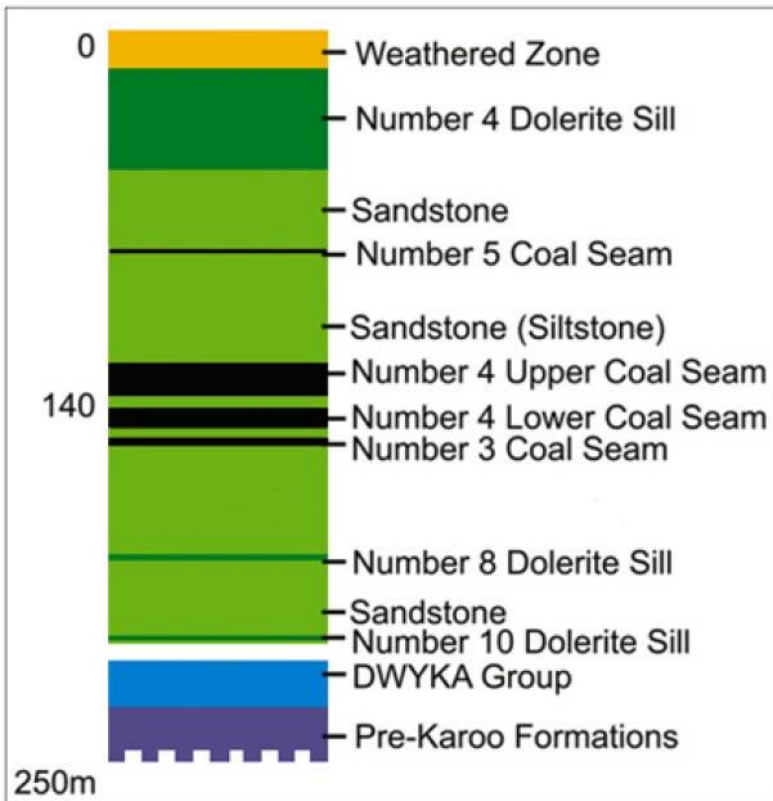 0
Weathered Zone
Number 4 Dolerite Sill
Sandstone
Number 5 Coal Seam
Sandstone (Siltstone)
Number 4 Upper Coal Seam
140
Number 4 Lower Coal Seam
Number 3 Coal Seam
Number 8 Dolerite Sill
Sandstone
Number 10 Dolerite Sill
DWYKA Group
Pre-Karoo Formations
250m